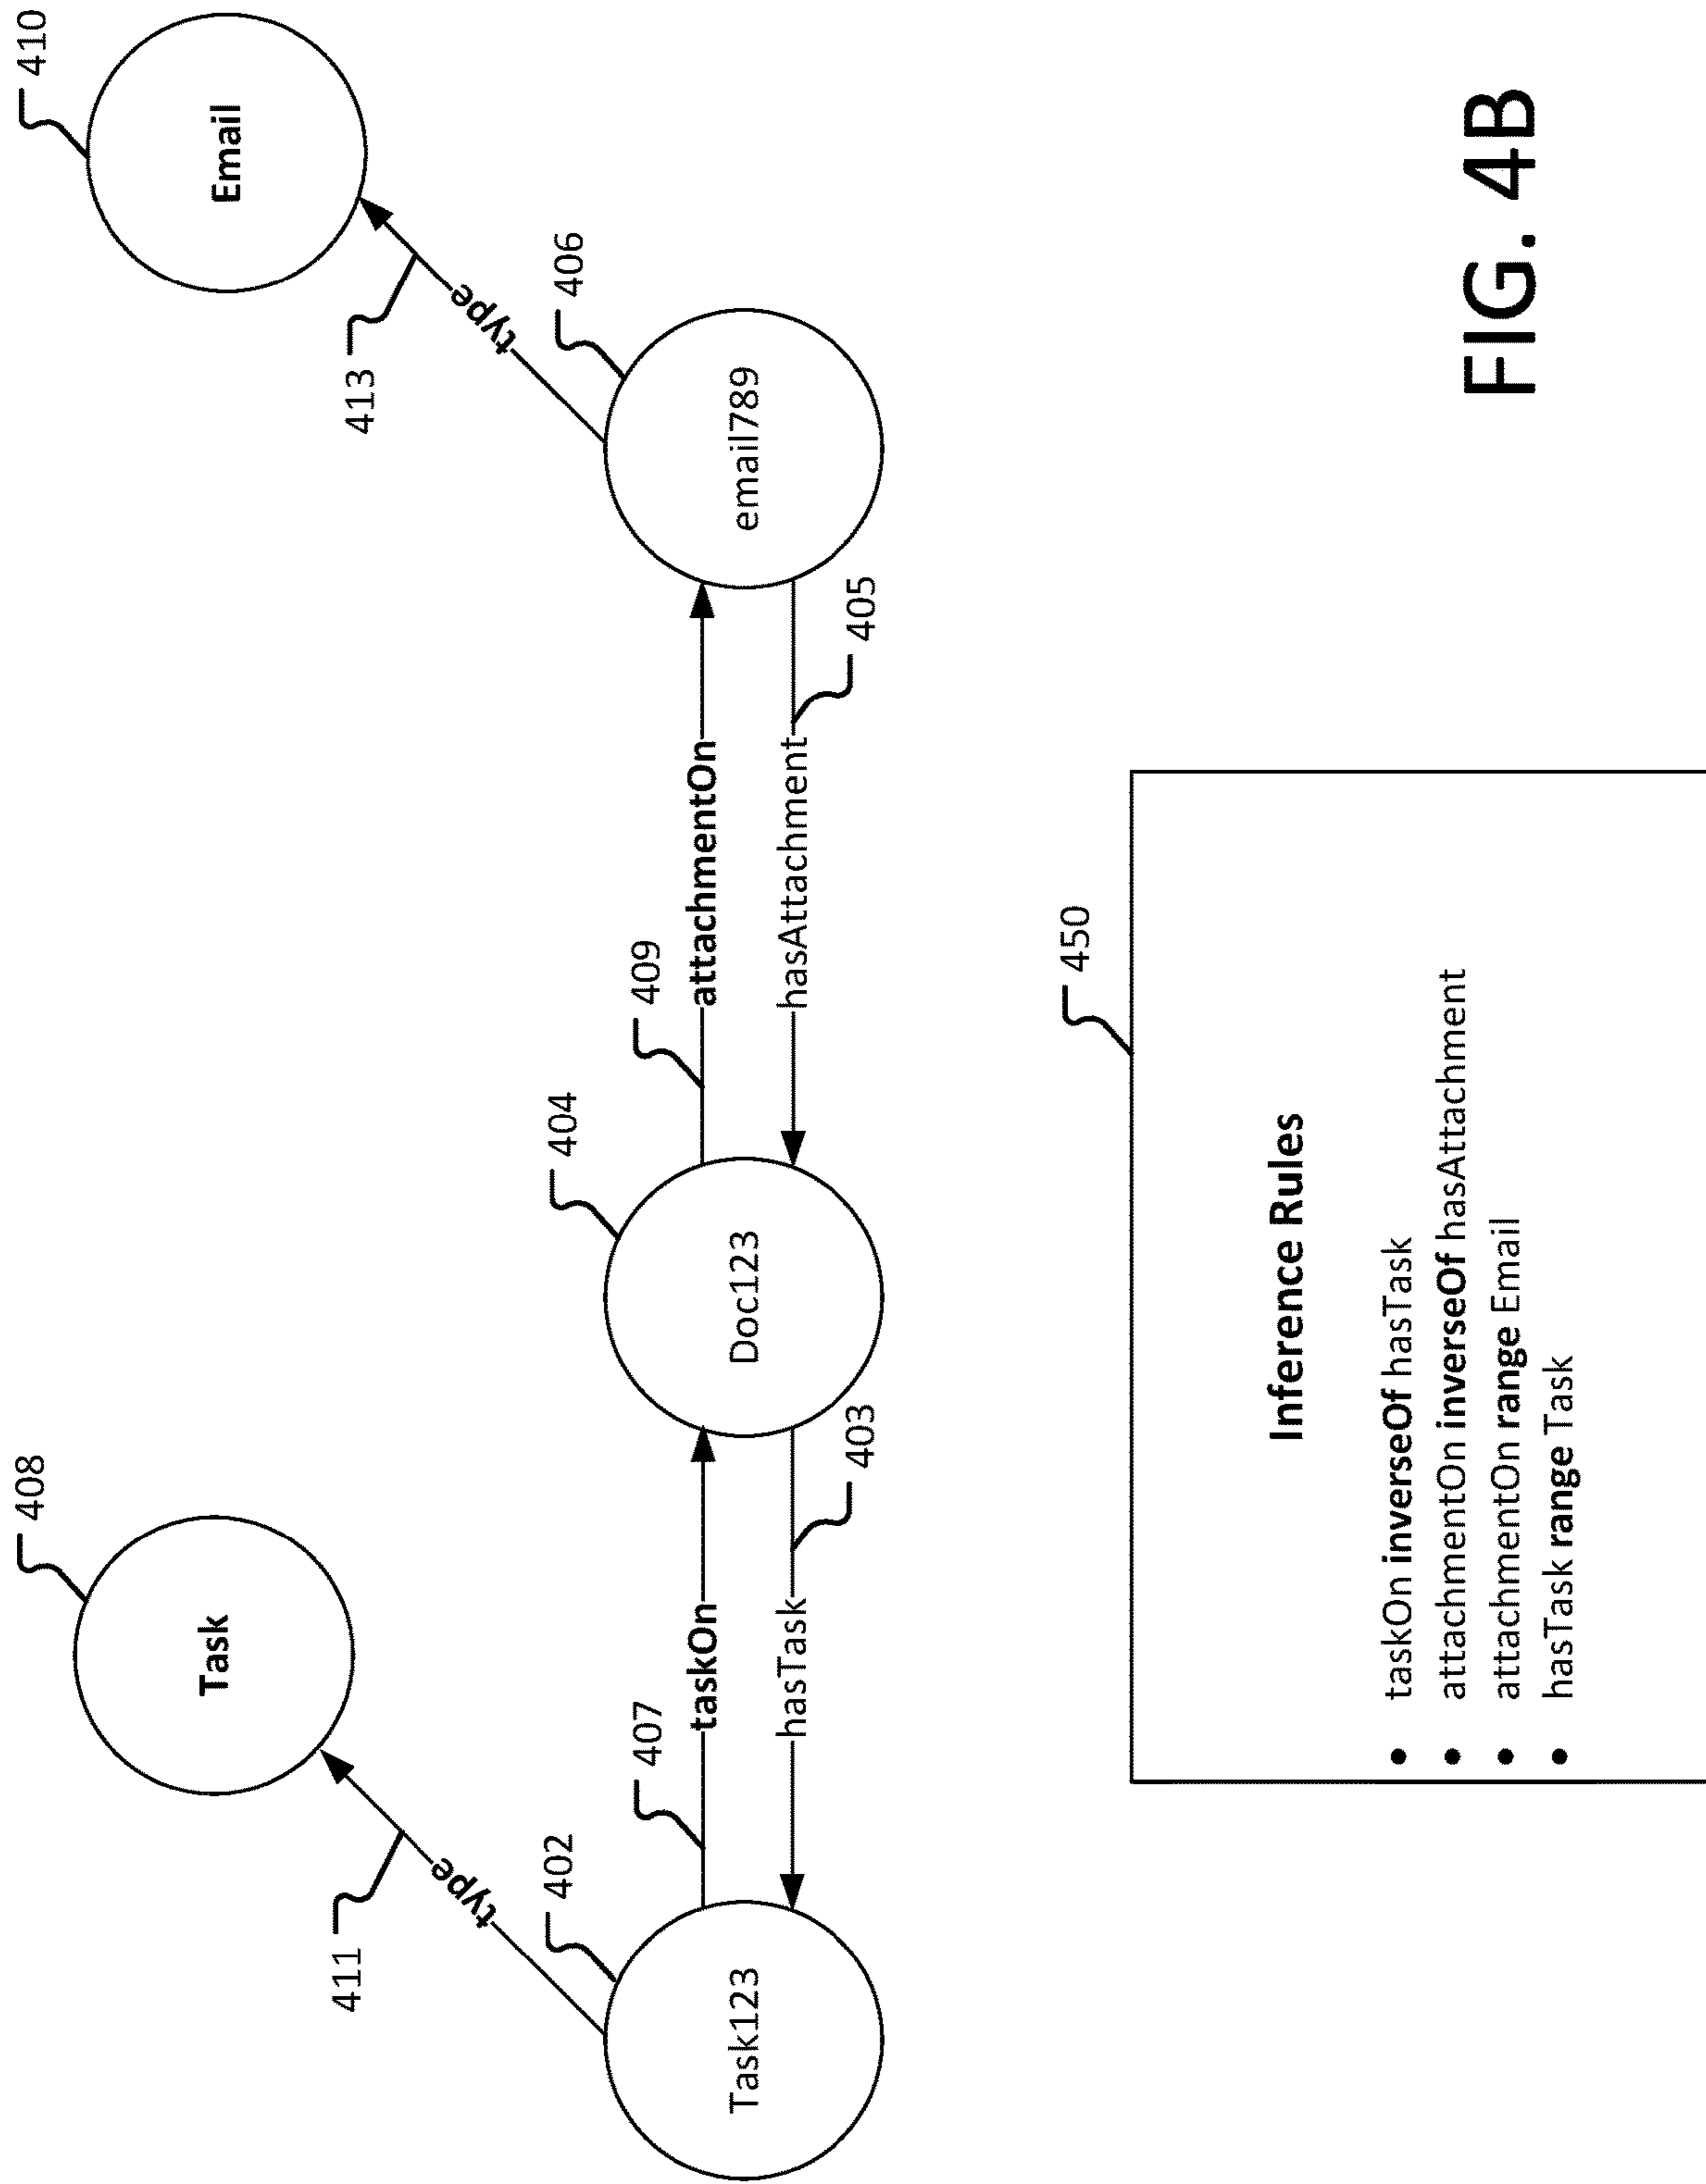 408
410
Task
Email
411
type
413
type
402
407
404
409
406
taskOn
attachmentOn
Task123
Doc123
email789
hasTask
hasAttachment
403
405
450
Inference Rules
• taskOn inverseOf hasTask
• attachmentOn inverseOf hasAttachment
• attachmentOn range Email
• hasTask range Task
FIG. 4B